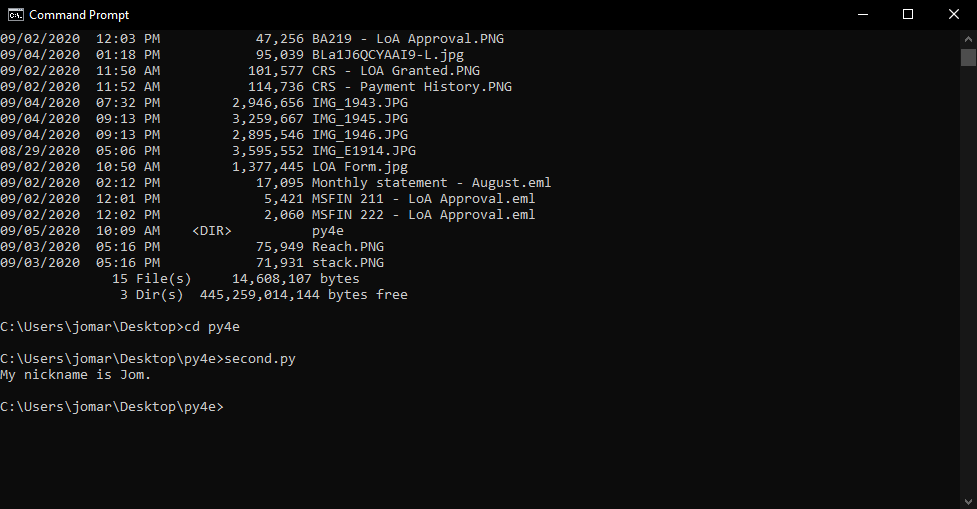 Command Prompt
09/02/2020  12:03 PM            47,256 BA219 - LoA Approval.PNG
09/04/2020  01:18 PM            95,039 BLa1J6QCYAAI9-L.jpg
09/02/2020  11:50 AM           101,577 CRS - LOA Granted.PNG
09/02/2020  11:52 AM           114,736 CRS - Payment History.PNG
09/04/2020  07:32 PM         2,946,656 IMG_1943.JPG
09/04/2020  09:13 PM         3,259,667 IMG_1945.JPG
09/04/2020  09:13 PM         2,895,546 IMG_1946.JPG
08/29/2020  05:06 PM         3,595,552 IMG_E1914.JPG
09/02/2020  10:50 AM         1,377,445 LOA Form.jpg
09/02/2020  02:12 PM            17,095 Monthly statement - August.eml
09/02/2020  12:01 PM             5,421 MSFIN 211 - LoA Approval.eml
09/02/2020  12:02 PM             2,060 MSFIN 222 - LoA Approval.eml
09/05/2020  10:09 AM    <DIR>          py4e
09/03/2020  05:16 PM            75,949 Reach.PNG
09/03/2020  05:16 PM            71,931 stack.PNG
              15 File(s)     14,608,107 bytes
               3 Dir(s)  445,259,014,144 bytes free
C:\Users\jomar\Desktop>cd py4e
C:\Users\jomar\Desktop\py4e>second.py
My nickname is Jom.
C:\Users\jomar\Desktop\py4e>